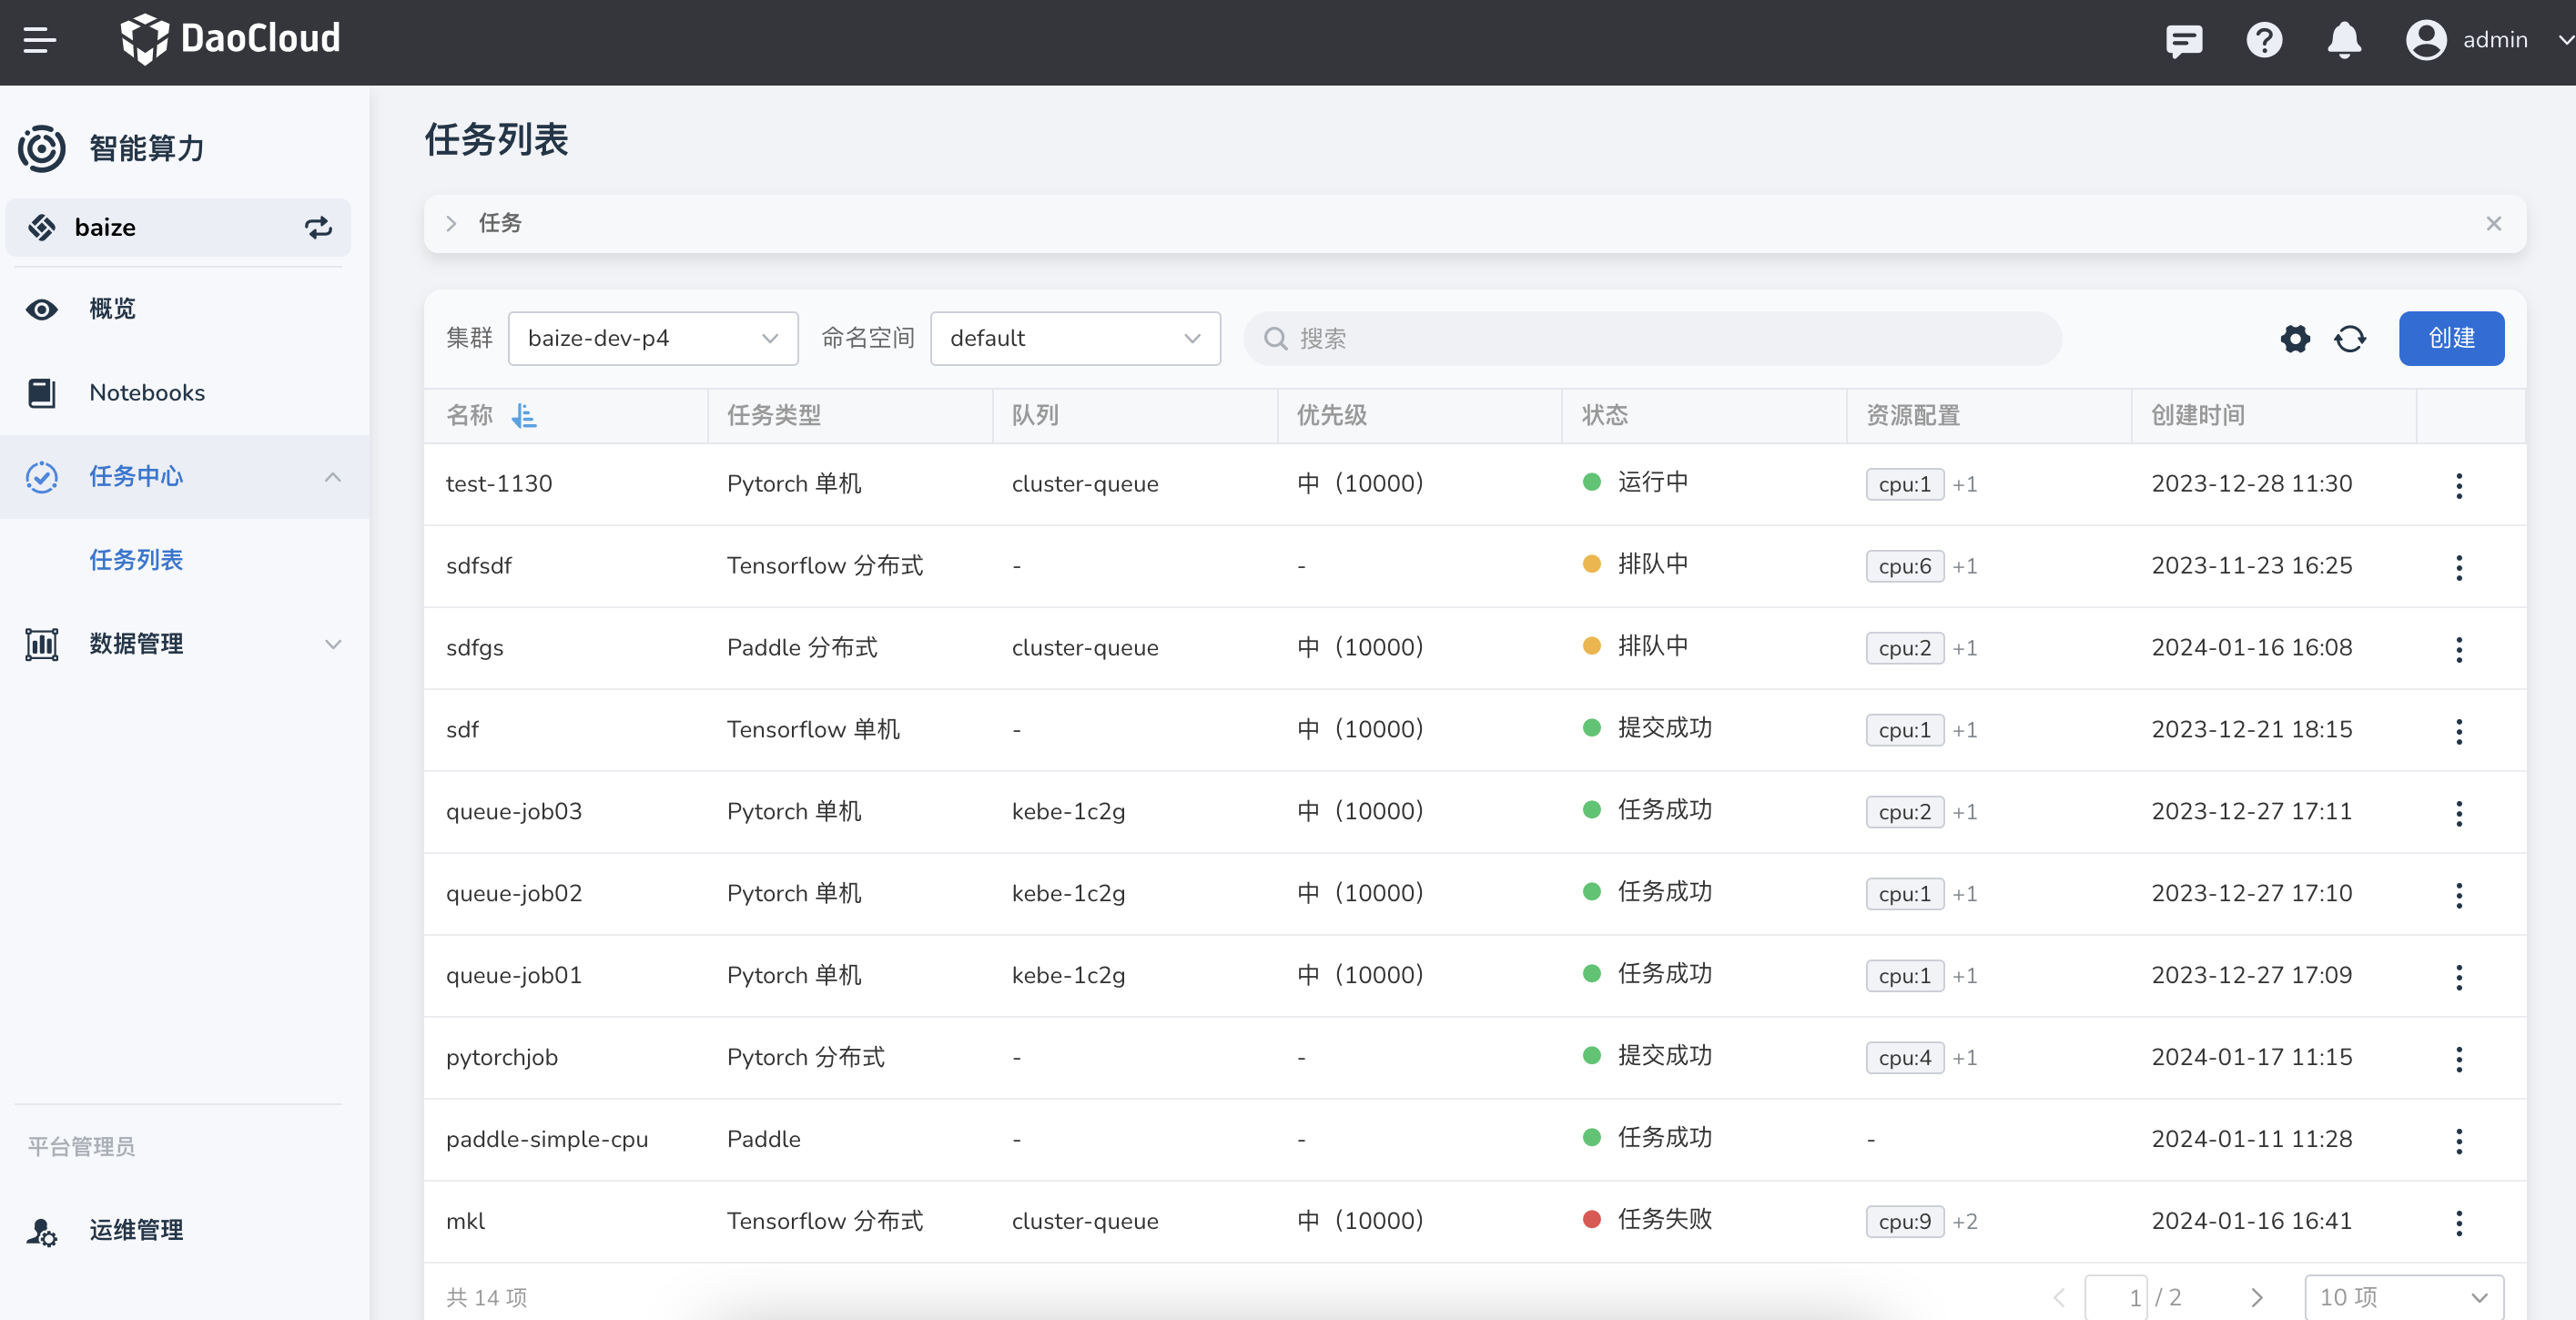 DaoCloud
admin
智能算力
baize
概览
Notebooks
任务中心
任务列表
数据管理
平台管理员
运维管理
任务列表
任务
集群 baize-dev-p4 命名空间 default 搜索 创建
名称 任务类型 队列 优先级 状态 资源配置 创建时间
test-1130 Pytorch 单机 cluster-queue 中（10000） 运行中 cpu:1 +1 2023-12-28 11:30
sdfsdf Tensorflow 分布式 - - 排队中 cpu:6 +1 2023-11-23 16:25
sdfgs Paddle 分布式 cluster-queue 中（10000） 排队中 cpu:2 +1 2024-01-16 16:08
sdf Tensorflow 单机 - 中（10000） 提交成功 cpu:1 +1 2023-12-21 18:15
queue-job03 Pytorch 单机 kebe-1c2g 中（10000） 任务成功 cpu:2 +1 2023-12-27 17:11
queue-job02 Pytorch 单机 kebe-1c2g 中（10000） 任务成功 cpu:1 +1 2023-12-27 17:10
queue-job01 Pytorch 单机 kebe-1c2g 中（10000） 任务成功 cpu:1 +1 2023-12-27 17:09
pytorchjob Pytorch 分布式 - - 提交成功 cpu:4 +1 2024-01-17 11:15
paddle-simple-cpu Paddle - - 任务成功 - 2024-01-11 11:28
mkl Tensorflow 分布式 cluster-queue 中（10000） 任务失败 cpu:9 +2 2024-01-16 16:41
共 14 项 1 / 2 10 项